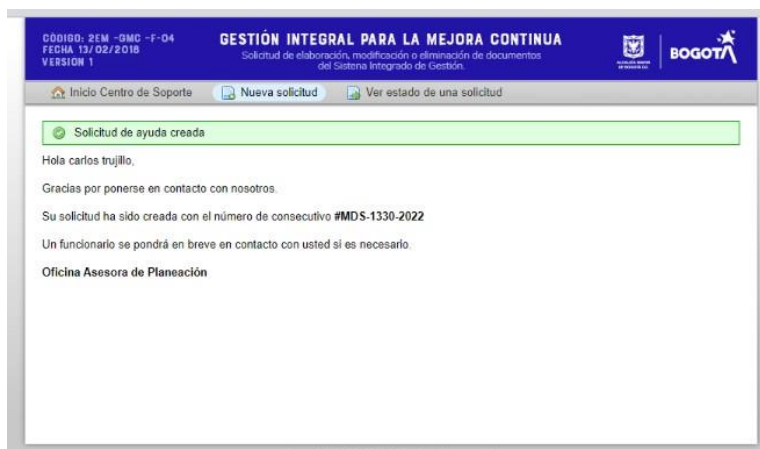 CÓDIGO: 2EM -GMC -F-04
FECHA 13/02/2018
VERSION 1
GESTIÓN INTEGRAL PARA LA MEJORA CONTINUA
Solicitud de elaboración, modificación o eliminación de documentos
del Sistema Integrado de Gestión.
BOGOTÁ
Inicio Centro de Soporte
Nueva solicitud
Ver estado de una solicitud
Solicitud de ayuda creada
Hola carlos trujillo,
Gracias por ponerse en contacto con nosotros.
Su solicitud ha sido creada con el número de consecutivo #MDS-1330-2022
Un funcionario se pondrá en breve en contacto con usted si es necesario.
Oficina Asesora de Planeación